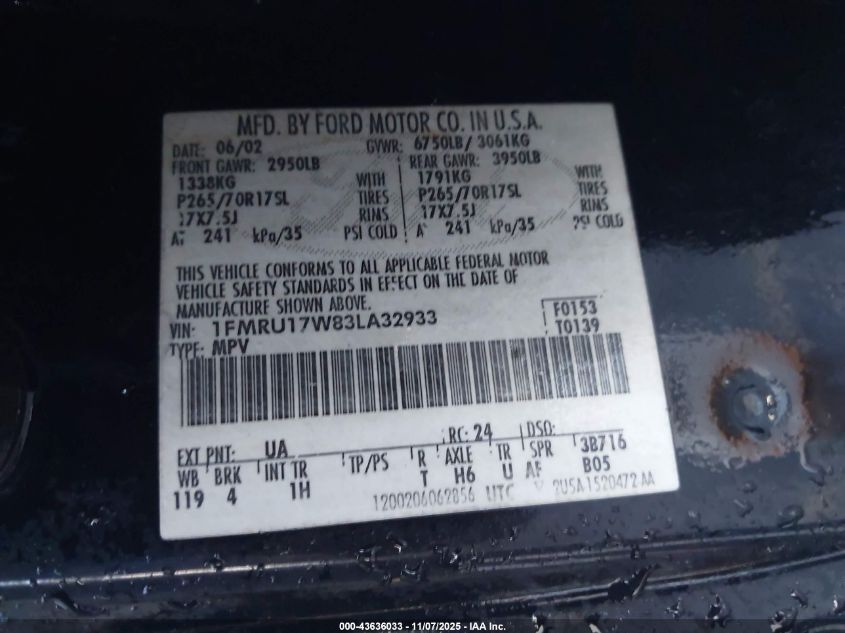 MFD. BY FORD MOTOR CO. IN U.S.A.
DATE: 06/02 GVWR: 6750LB/ 3061KG
FRONT GAWR: 2950LB REAR GAWR: 3950LB
1338KG WITH 1791KG WITH
P265/70R17SL TIRES P265/70R17SL TIRES
17X7.5J RIMS 17X7.5J RIMS
AT 241 kPa/35 PSI COLD AT 241 kPa/35 PSI COLD
THIS VEHICLE CONFORMS TO ALL APPLICABLE FEDERAL MOTOR
VEHICLE SAFETY STANDARDS IN EFFECT ON THE DATE OF
MANUFACTURE SHOWN ABOVE.
VIN: 1FMRU17W83LA32933 F0153
TYPE: MPV T0139
EXT PNT: UA RC: 24 DSO:
WB BRK INT TR TP/PS R AXLE TR SPR 3B716
119 4 1H T H6 U AF B05
1200206062856 UTC 2U5A1520472 AA
000-43636033 - 11/07/2025 - IAA Inc.